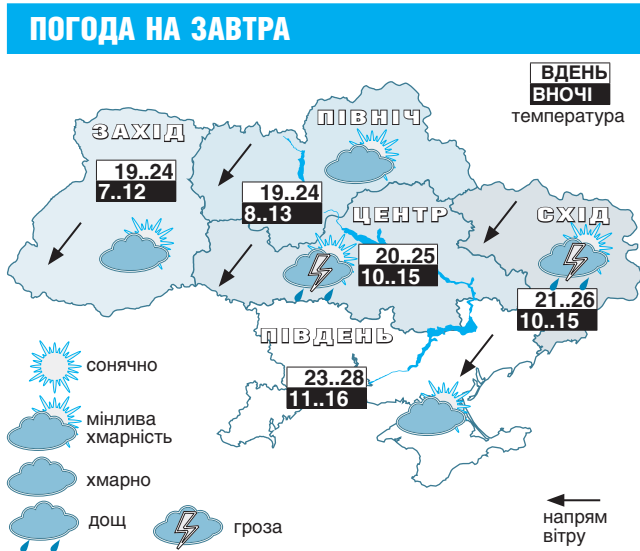 ПОГОДА НА ЗАВТРА
ВДЕНЬ
ВНОЧІ
температура
ЗАХІД
19..24
7..12
ПІВНІЧ
19..24
8..13
ЦЕНТР
20..25
10..15
СХІД
21..26
10..15
ПІВДЕНЬ
23..28
11..16
сонячно
мінлива
хмарність
хмарно
дощ
гроза
напрям
вітру